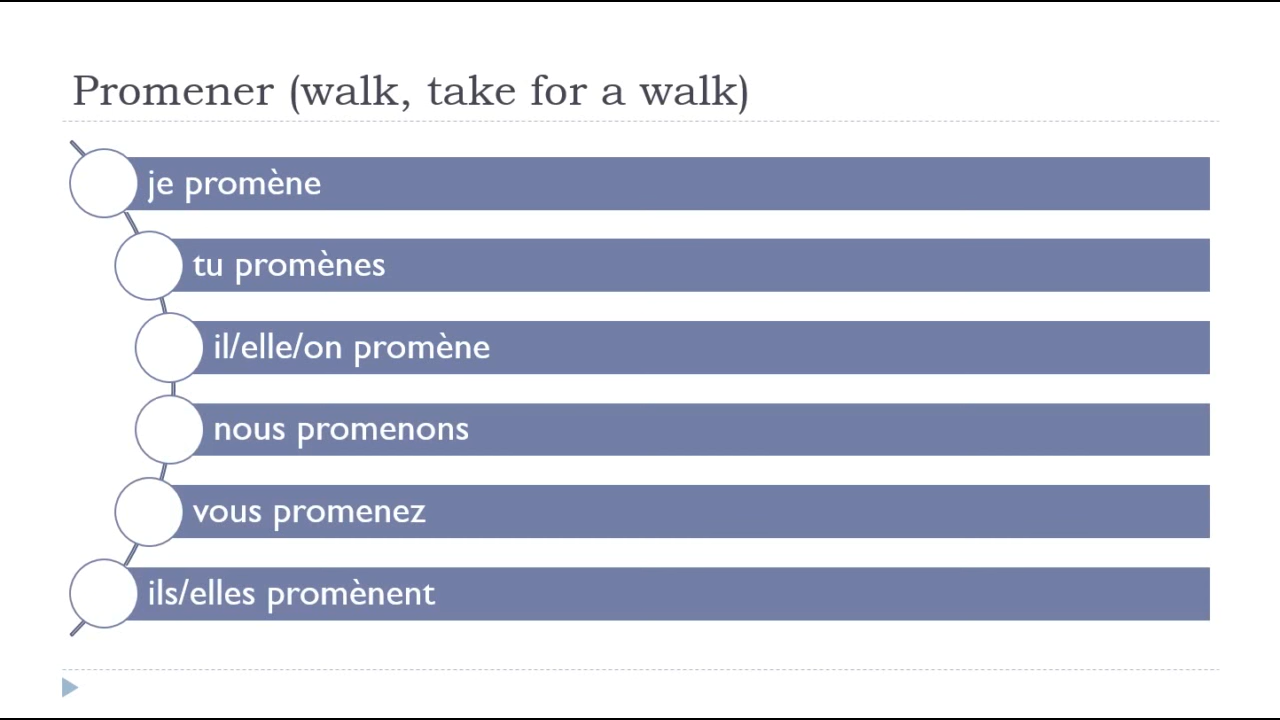 Promener (walk, take for a walk)
je promène
tu promènes
il/elle/on promène
nous promenons
vous promenez
ils/elles promènent